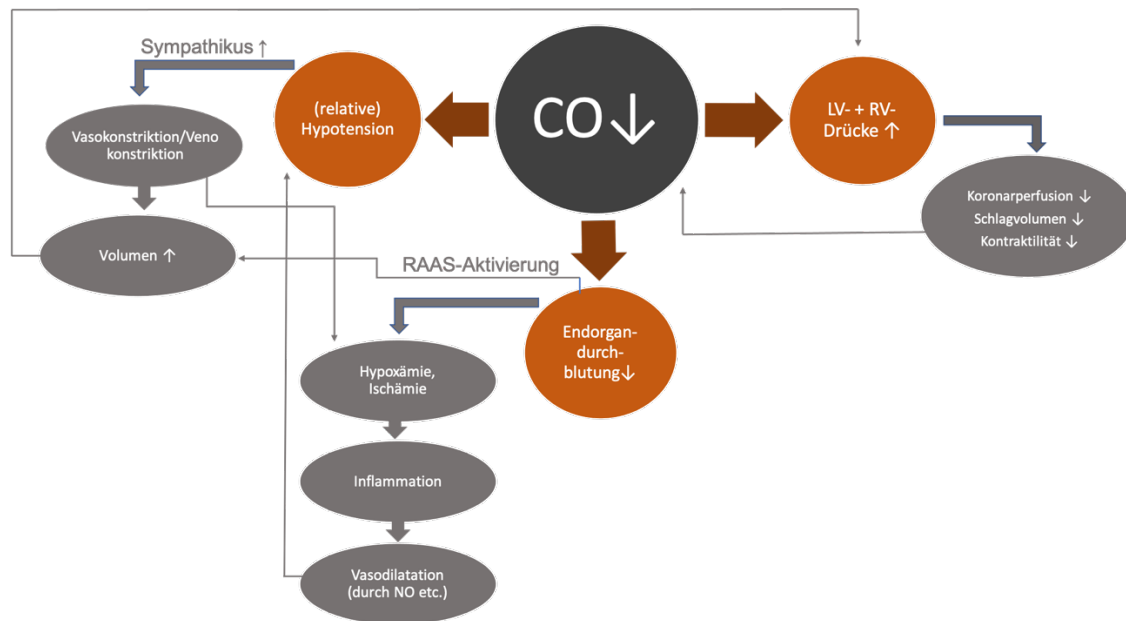 Sympathikus ↑
(relative)
Hypotension
CO↓
LV- + RV-
Drücke ↑
Vasokonstriktion/Veno
konstriktion
Koronarperfusion ↓
Schlagvolumen ↓
Kontraktilität ↓
Volumen ↑
RAAS-Aktivierung
Endorgan-
durch-
blutung↓
Hypoxämie,
Ischämie
Inflammation
Vasodilatation
(durch NO etc.)